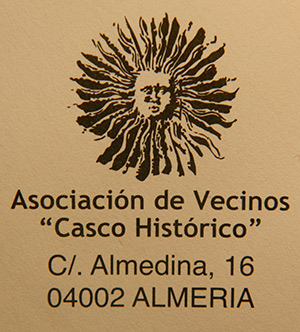 Asociación de Vecinos
“Casco Histórico”
C/. Almedina, 16
04002 ALMERIA